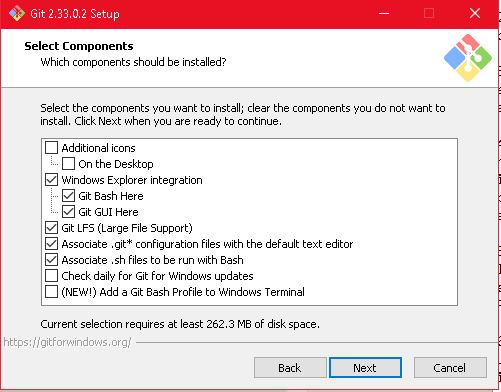 Git 2.33.0.2 Setup
Select Components
Which components should be installed?
Select the components you want to install; clear the components you do not want to
install. Click Next when you are ready to continue.
Additional icons
On the Desktop
Windows Explorer integration
Git Bash Here
Git GUI Here
Git LFS (Large File Support)
Associate .git* configuration files with the default text editor
Associate .sh files to be run with Bash
Check daily for Git for Windows updates
(NEW!) Add a Git Bash Profile to Windows Terminal
Current selection requires at least 262.3 MB of disk space.
https://gitforwindows.org/
Back
Next
Cancel